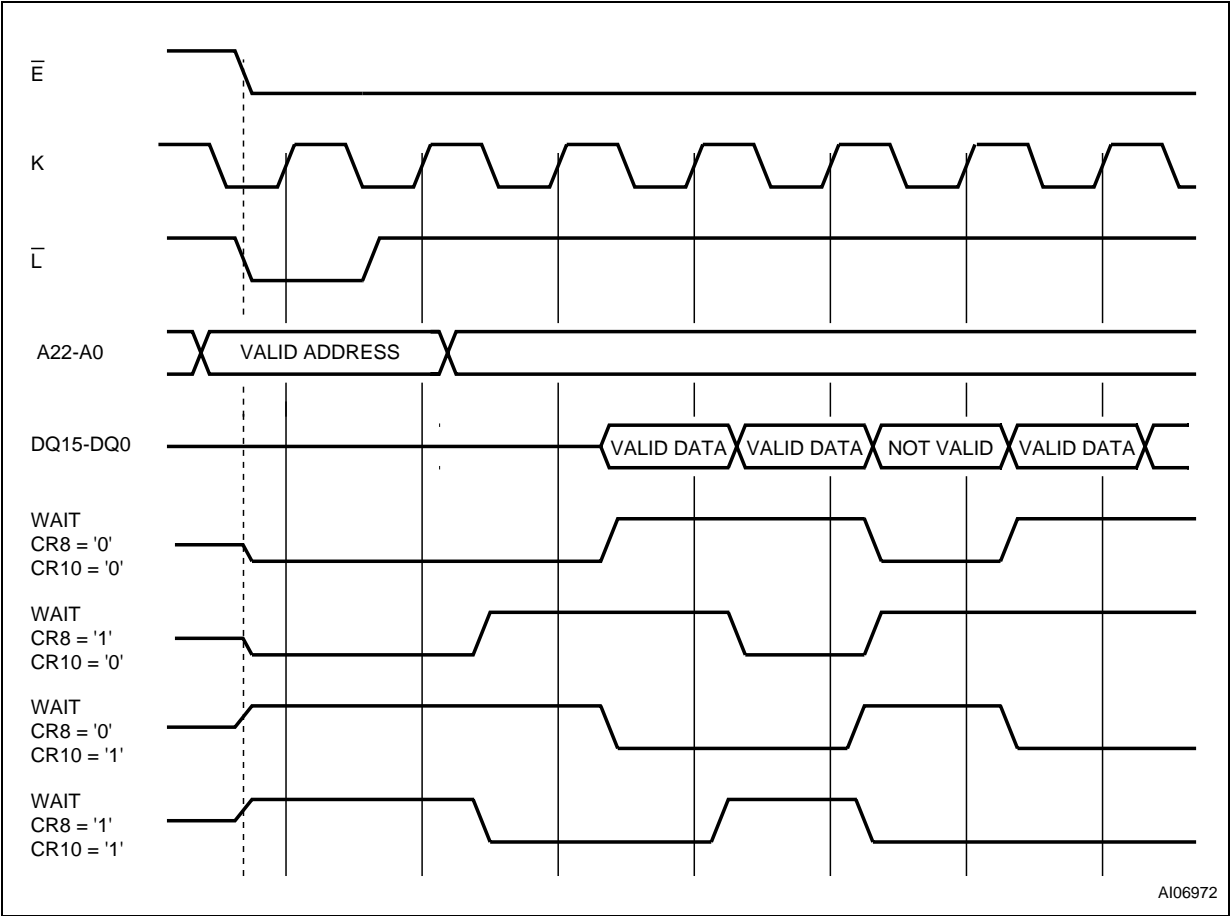 E̅
K
L̅
A22-A0
VALID ADDRESS
DQ15-DQ0
VALID DATA
VALID DATA
NOT VALID
VALID DATA
WAIT
CR8 = '0'
CR10 = '0'
WAIT
CR8 = '1'
CR10 = '0'
WAIT
CR8 = '0'
CR10 = '1'
WAIT
CR8 = '1'
CR10 = '1'
AI06972